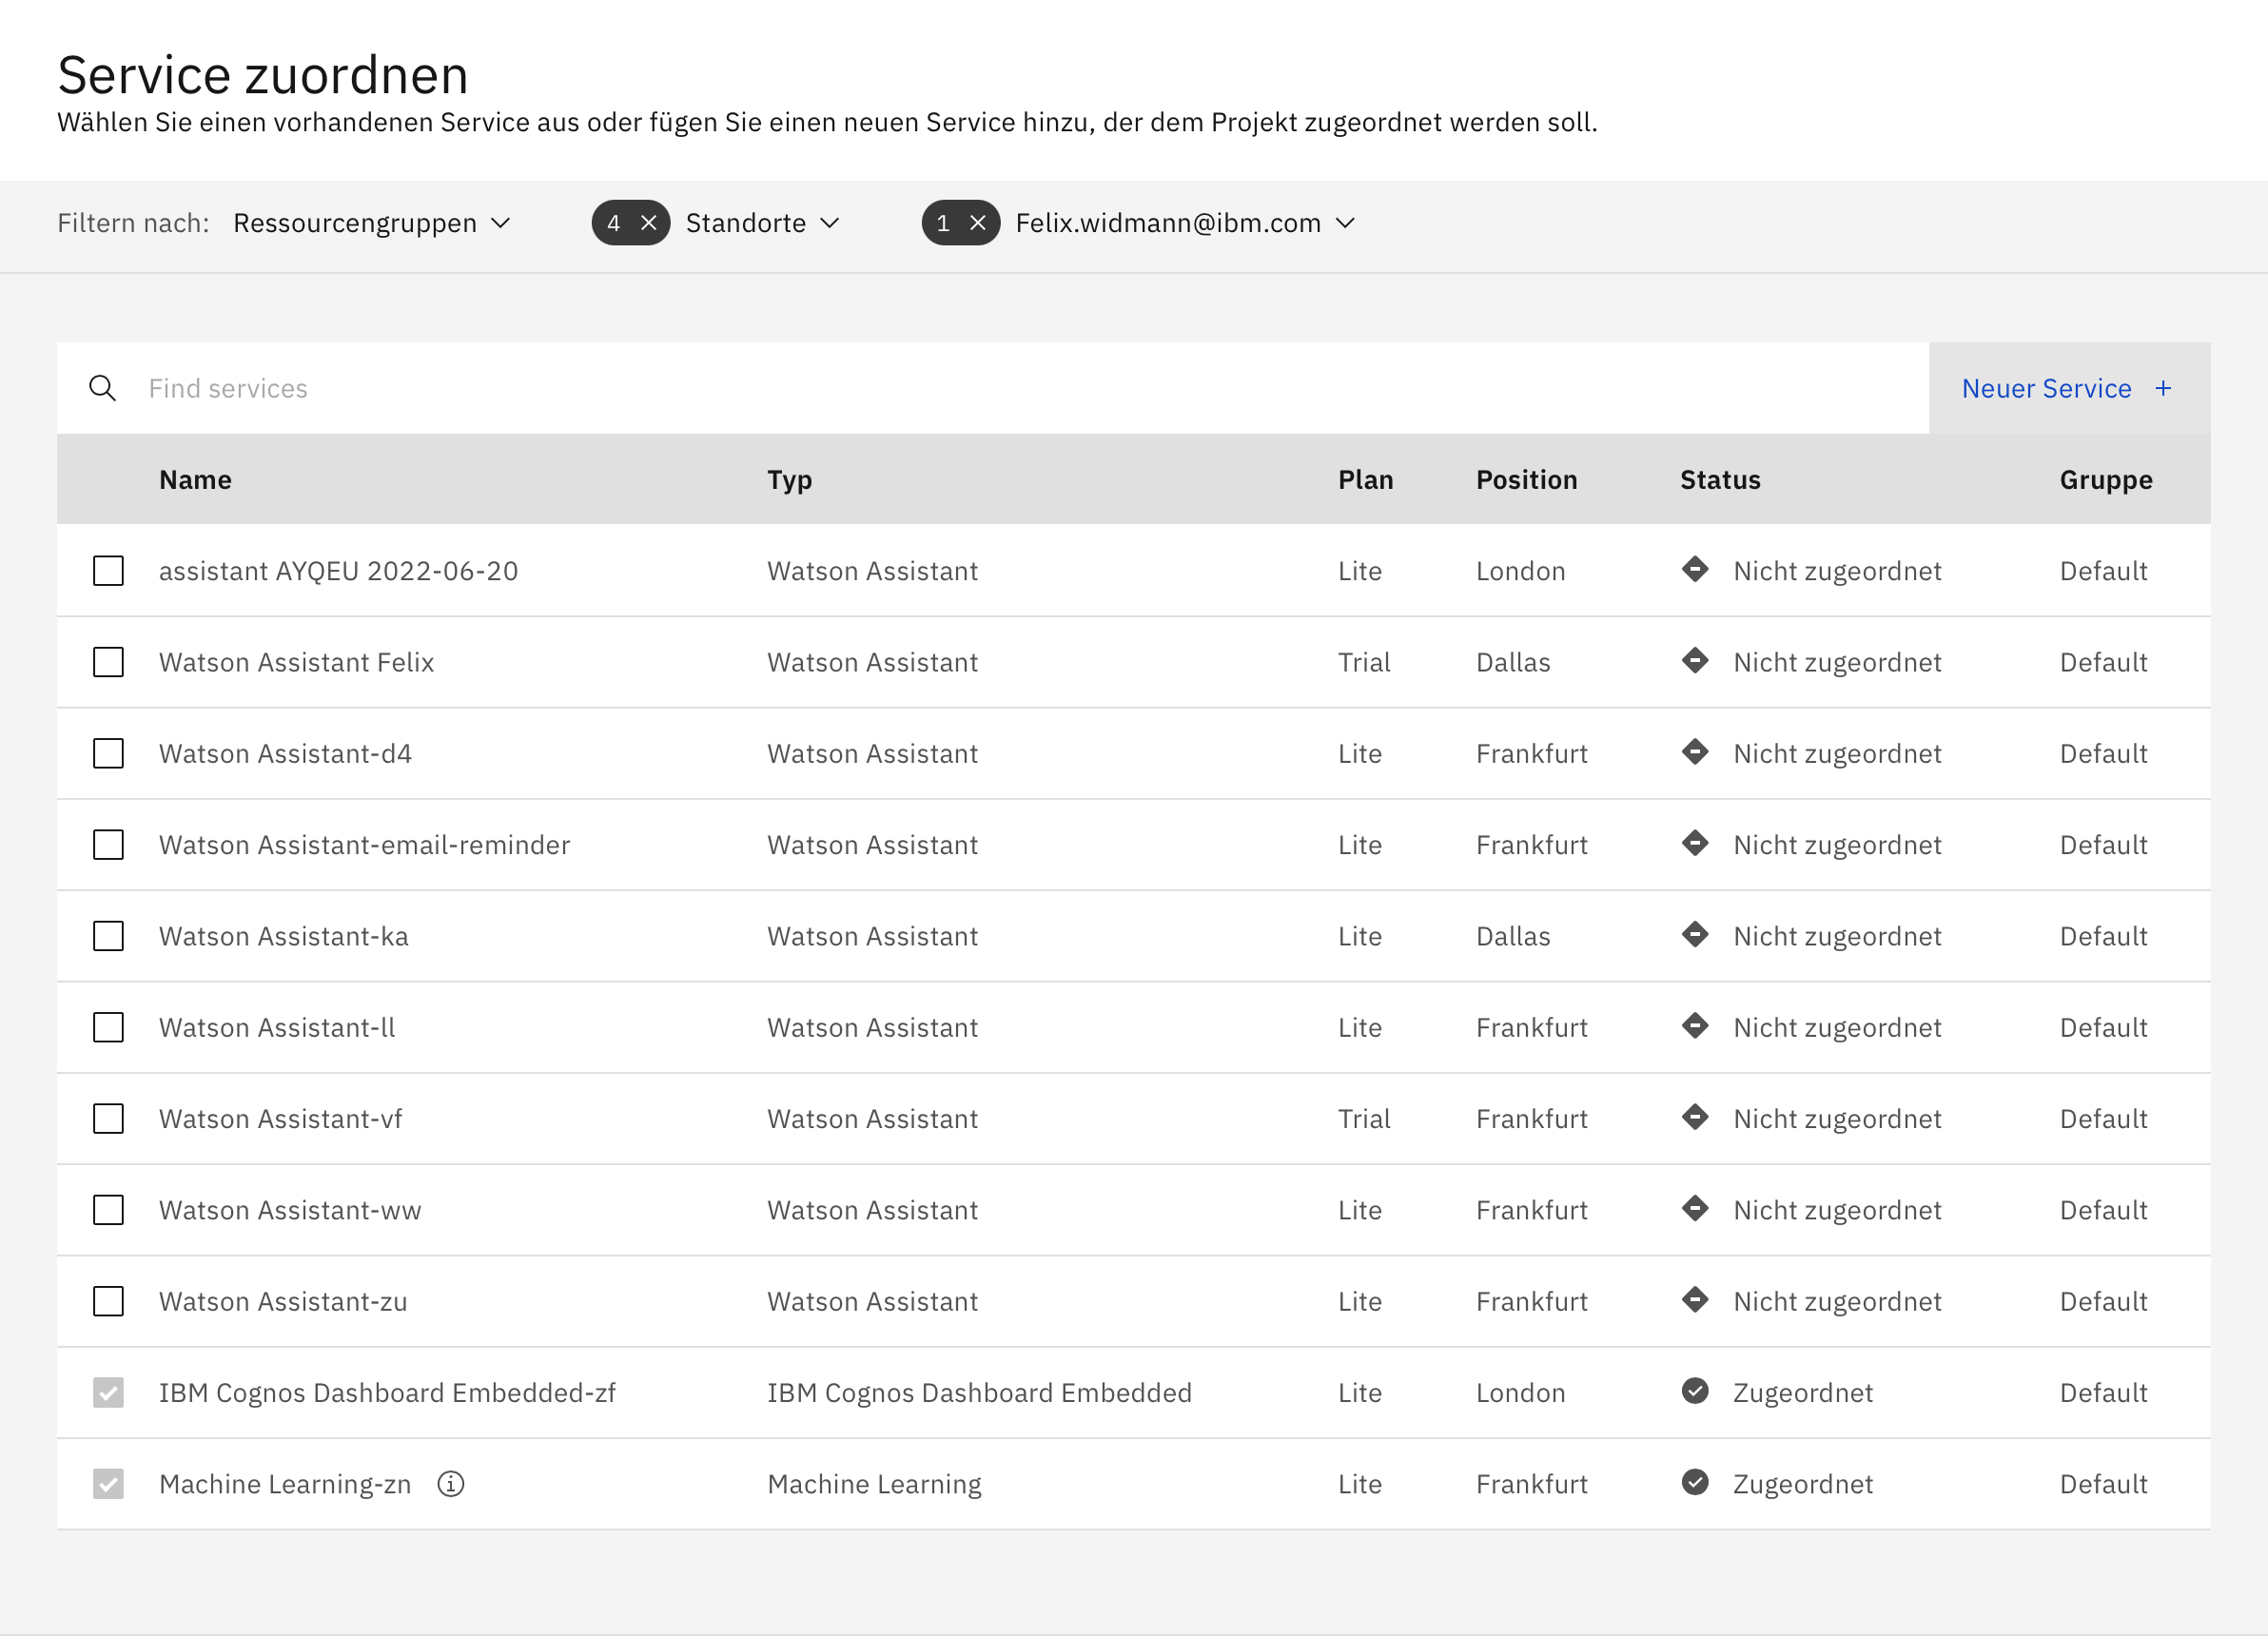 Service zuordnen
Wählen Sie einen vorhandenen Service aus oder fügen Sie einen neuen Service hinzu, der dem Projekt zugeordnet werden soll.
Filtern nach: Ressourcengruppen 4 Standorte 1 Felix.widmann@ibm.com
Find services Neuer Service +
Name Typ Plan Position Status Gruppe
assistant AYQEU 2022-06-20 Watson Assistant Lite London Nicht zugeordnet Default
Watson Assistant Felix Watson Assistant Trial Dallas Nicht zugeordnet Default
Watson Assistant-d4 Watson Assistant Lite Frankfurt Nicht zugeordnet Default
Watson Assistant-email-reminder Watson Assistant Lite Frankfurt Nicht zugeordnet Default
Watson Assistant-ka Watson Assistant Lite Dallas Nicht zugeordnet Default
Watson Assistant-ll Watson Assistant Lite Frankfurt Nicht zugeordnet Default
Watson Assistant-vf Watson Assistant Trial Frankfurt Nicht zugeordnet Default
Watson Assistant-ww Watson Assistant Lite Frankfurt Nicht zugeordnet Default
Watson Assistant-zu Watson Assistant Lite Frankfurt Nicht zugeordnet Default
IBM Cognos Dashboard Embedded-zf IBM Cognos Dashboard Embedded Lite London Zugeordnet Default
Machine Learning-zn Machine Learning Lite Frankfurt Zugeordnet Default